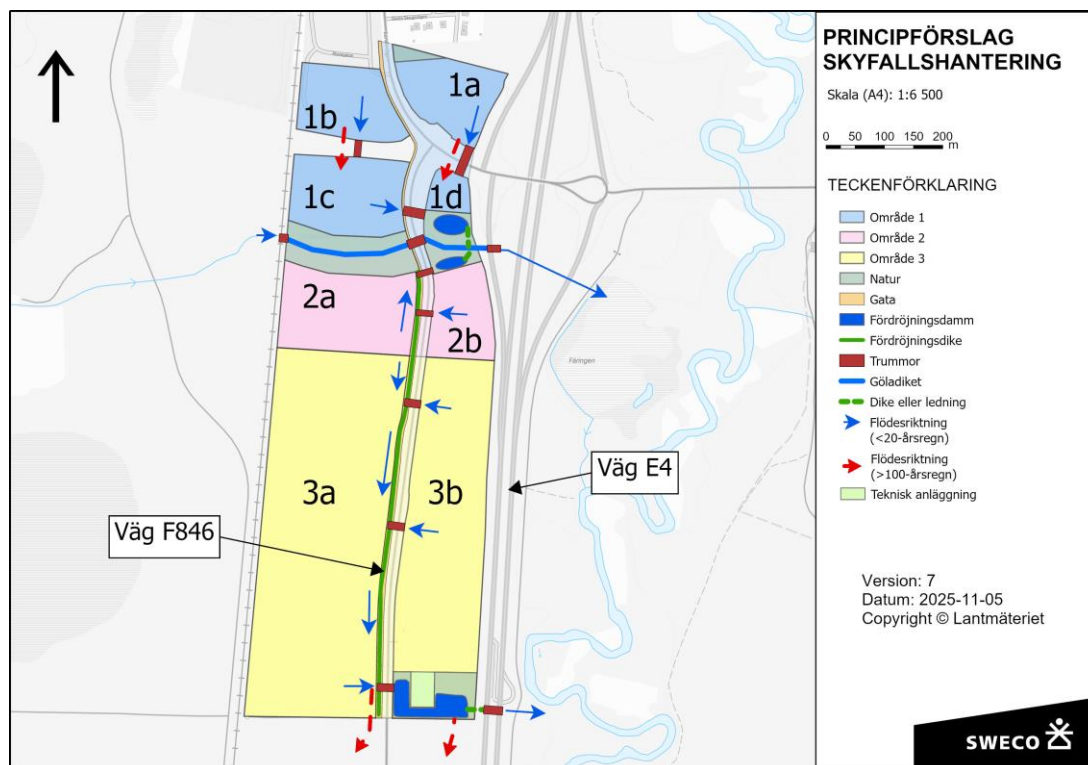 1a
1b
1c
1d
2a
2b
3a
3b
Väg E4
Väg F846
Färingen
PRINCIPFÖRSLAG
SKYFALLSHANTERING
Skala (A4): 1:6 500
0 50 100 150 200
m
TECKENFÖRKLARING
Område 1
Område 2
Område 3
Natur
Gata
Fördröjningsdamm
Fördröjningsdike
Trummor
Göladiket
Dike eller ledning
Flödesriktning
(<20-årsregn)
Flödesriktning
(>100-årsregn)
Teknisk anläggning
Version: 7
Datum: 2025-11-05
Copyright © Lantmäteriet
SWECO